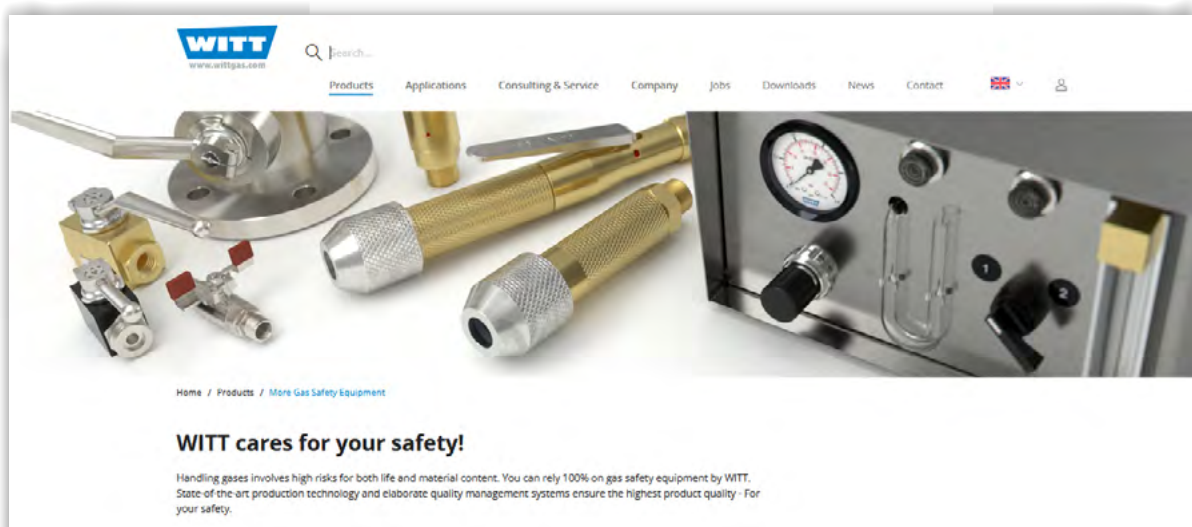 WITT
www.wittgas.com
Search...
Products Applications Consulting & Service Company Jobs Downloads News Contact
1
2
Home / Products / More Gas Safety Equipment
WITT cares for your safety!
Handling gases involves high risks for both life and material content. You can rely 100% on gas safety equipment by WITT.
State-of-the-art production technology and elaborate quality management systems ensure the highest product quality - For
your safety.